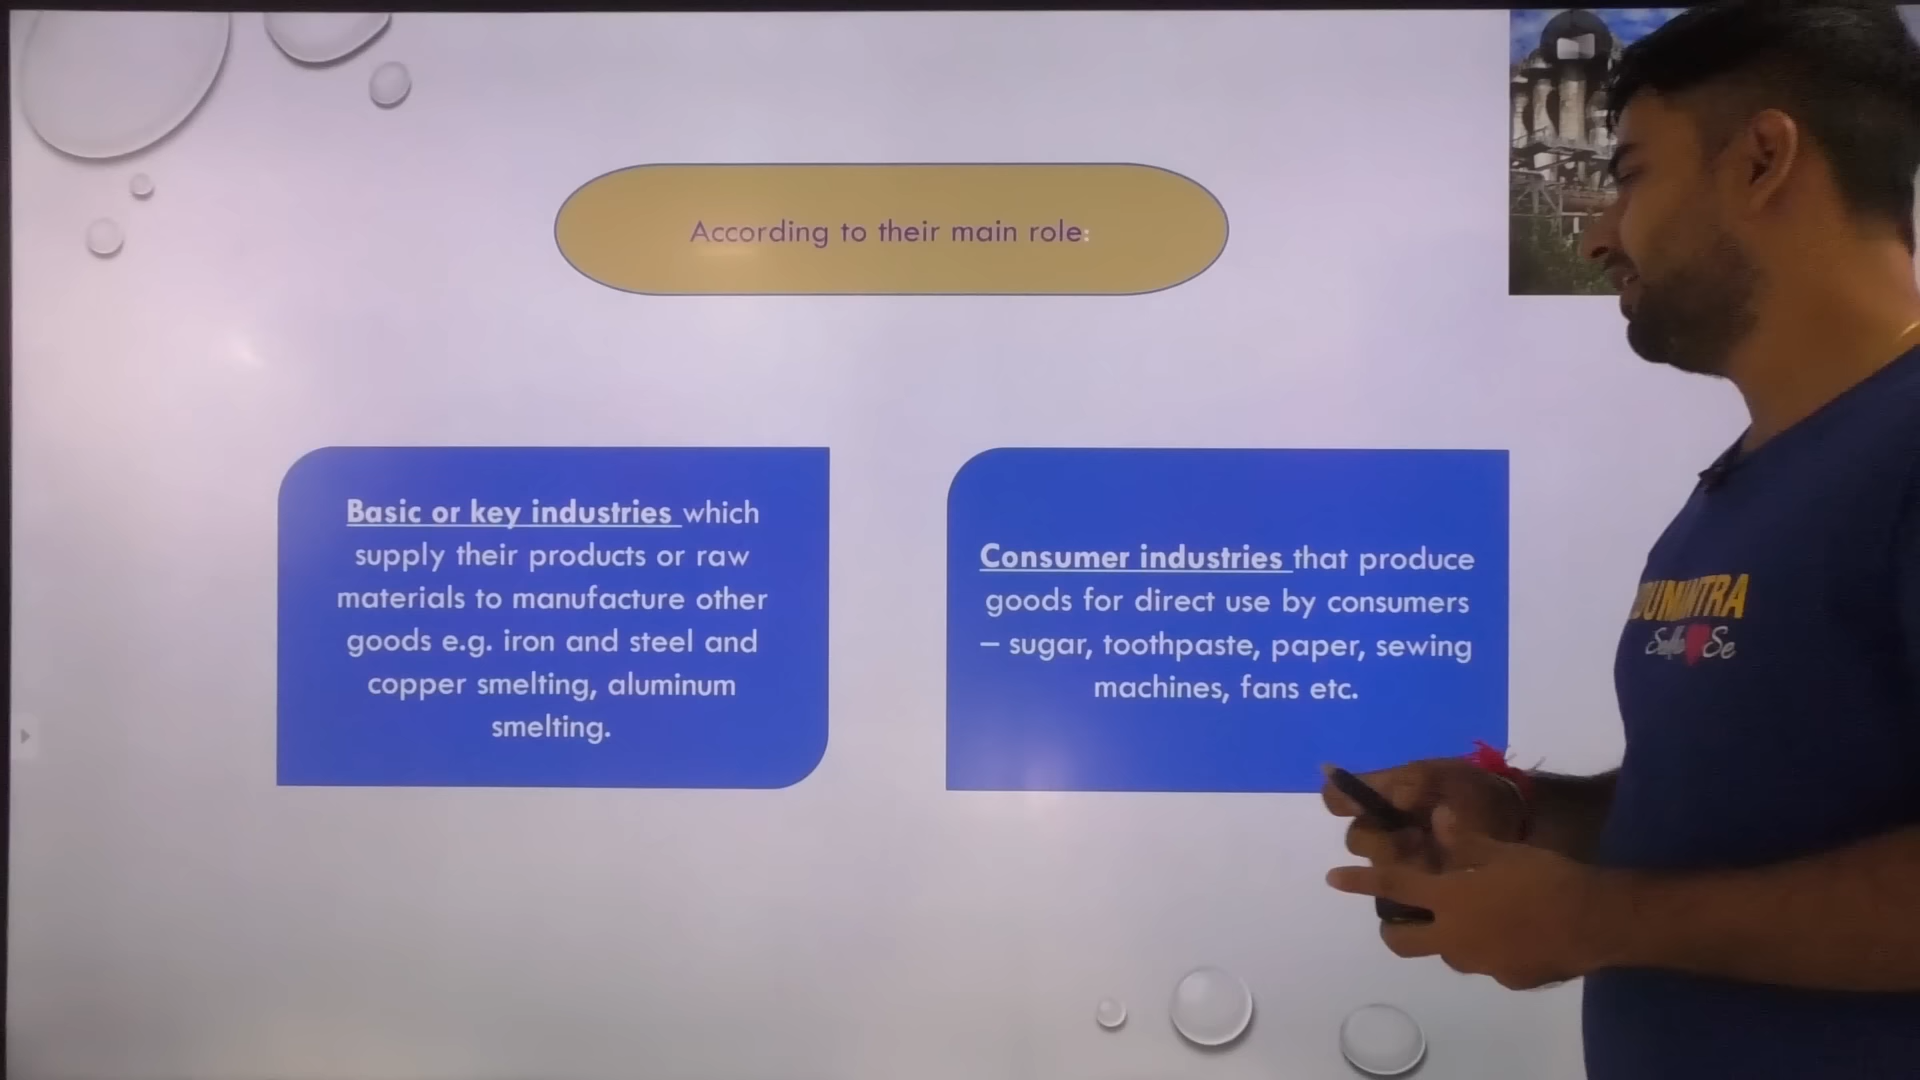 According to their main role:
Basic or key industries which
supply their products or raw
materials to manufacture other
goods e.g. iron and steel and
copper smelting, aluminum
smelting.
Consumer industries that produce
goods for direct use by consumers
– sugar, toothpaste, paper, sewing
machines, fans etc.
Se